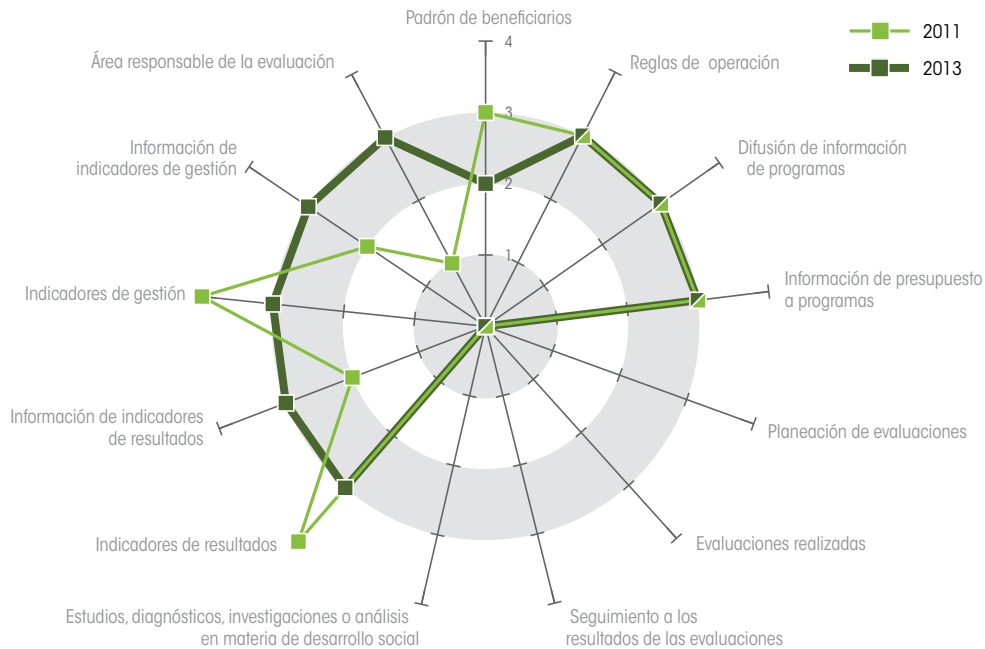 Padrón de beneficiarios
4
3
2
1
2011
2013
Reglas de operación
Difusión de información
de programas
Información de presupuesto
a programas
Planeación de evaluaciones
Evaluaciones realizadas
Seguimiento a los
resultados de las evaluaciones
Estudios, diagnósticos, investigaciones o análisis
en materia de desarrollo social
Indicadores de resultados
Información de indicadores
de resultados
Indicadores de gestión
Información de
indicadores de gestión
Área responsable de la evaluación